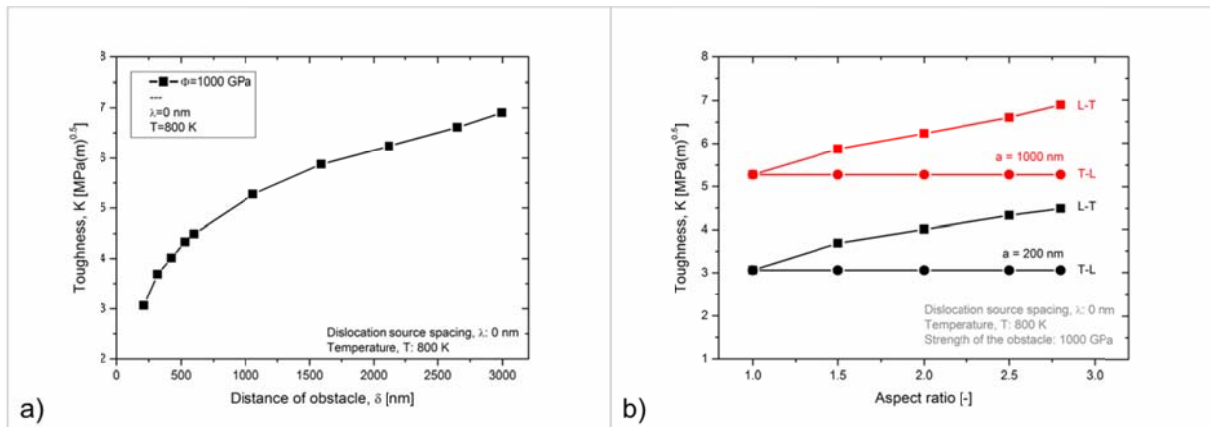 8
7
6
5
4
3
2
Toughness, K [MPa(m)^0.5]
Φ=1000 GPa
---
λ=0 nm
T=800 K
Dislocation source spacing, λ: 0 nm
Temperature, T: 800 K
0 500 1000 1500 2000 2500 3000
Distance of obstacle, δ [nm]
a)
8
7
6
5
4
3
2
1
Toughness, K [MPa(m)^0.5]
L-T
a = 1000 nm
T-L
L-T
a = 200 nm
T-L
Dislocation source spacing, λ: 0 nm
Temperature, T: 800 K
Strength of the obstacle: 1000 GPa
1.0 1.5 2.0 2.5 3.0
Aspect ratio [-]
b)